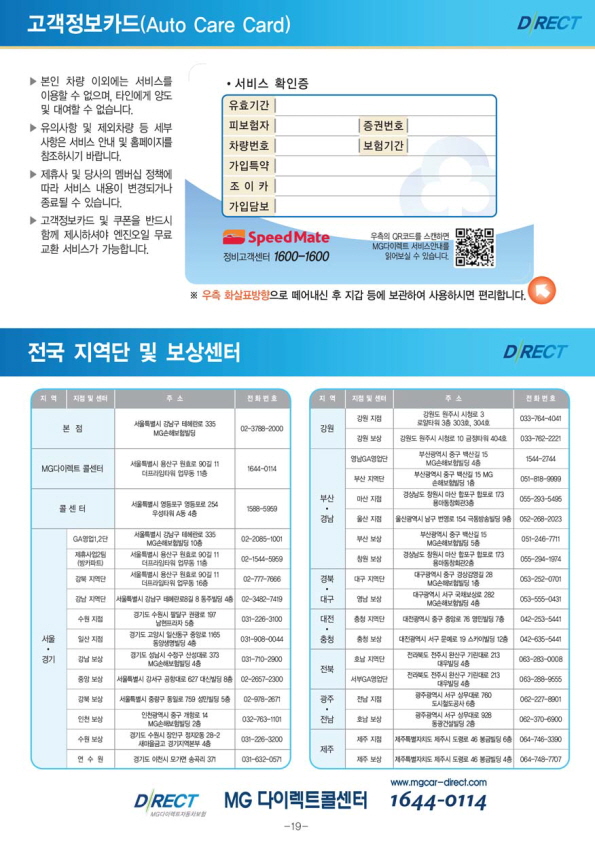 고객정보카드(Auto Care Card)
DIRECT
▶ 본인 차량 이외에는 서비스를
이용할 수 없으며, 타인에게 양도
및 대여할 수 없습니다.
▶ 유의사항 및 제외차량 등 세부
사항은 서비스 안내 및 홈페이지를
참조하시기 바랍니다.
▶ 제휴사 및 당사의 멤버십 정책에
따라 서비스 내용이 변경되거나
종료될 수 있습니다.
▶ 고객정보카드 및 쿠폰을 반드시
함께 제시하셔야 엔진오일 무료
교환 서비스가 가능합니다.
• 서비스 확인증
유효기간
피보험자 증권번호
차량번호 보험기간
가입특약
조 이 카
가입담보
SpeedMate
정비고객센터 1600-1600
우측의 QR코드를 스캔하면
MG다이렉트 서비스안내를
읽어보실 수 있습니다.
※ 우측 화살표방향으로 떼어내신 후 지갑 등에 보관하여 사용하시면 편리합니다.
전국 지역단 및 보상센터
DIRECT
지 역 지점 및 센터 주 소 전화번호
본 점 서울특별시 강남구 테헤란로 335 MG손해보험빌딩 02-3788-2000
MG다이렉트 콜센터 서울특별시 용산구 원효로 90길 11 더프라임타워 업무동 11층 1644-0114
콜 센 터 서울특별시 영등포구 영등포로 254 우성타워 A동 4층 1588-5959
서울 • 경기
GA영업1,2단 서울특별시 강남구 테헤란로 335 MG손해보험빌딩 10층 02-2085-1001
제휴사업2팀 (방카파트) 서울특별시 용산구 원효로 90길 11 더프라임타워 업무동 11층 02-1544-5959
강북 지역단 서울특별시 용산구 원효로 90길 11 더프라임타워 업무동 16층 02-777-7666
강남 지역단 서울특별시 강남구 테헤란로8길 8 동주빌딩 4층 02-3482-7419
수원 지점 경기도 수원시 팔달구 권광로 197 남현프라자 5층 031-226-3100
일산 지점 경기도 고양시 일산동구 중앙로 1165 동양생명빌딩 4층 031-908-0044
강남 보상 경기도 성남시 수정구 산성대로 373 MG손해보험빌딩 4층 031-710-2900
중앙 보상 서울특별시 강서구 공항대로 627 대신빌딩 8층 02-2657-2300
강북 보상 서울특별시 중랑구 동일로 759 성민빌딩 5층 02-978-2671
인천 보상 인천광역시 중구 개항로 14 MG손해보험빌딩 2층 032-763-1101
수원 보상 경기도 수원시 장안구 정자2동 28-2 새마을금고 경기지역본부 4층 031-226-3200
연 수 원 경기도 이천시 모가면 송곡리 371 031-632-0571
지 역 지점 및 센터 주 소 전화번호
강원
강원 지점 강원도 원주시 시청로 3 로얄타워 3층 303호, 304호 033-764-4041
강원 보상 강원도 원주시 시청로 10 금정타워 404호 033-762-2221
부산 • 경남
영남GA영업단 부산광역시 중구 백산길 15 MG손해보험빌딩 4층 1544-2744
부산 지역단 부산광역시 중구 백산길 15 MG 손해보험빌딩 1층 051-818-9999
마산 지점 경상남도 창원시 마산 합포구 합포로 173 용마동창회관3층 055-293-5495
울산 지점 울산광역시 남구 번영로 154 극동방송빌딩 9층 052-268-2023
부산 보상 부산광역시 중구 백산길 15 MG손해보험빌딩 5층 051-246-7711
창원 보상 경상남도 창원시 마산 합포구 합포로 173 용마동창회관2층 055-294-1974
경북 • 대구
대구 지역단 대구광역시 중구 경상감영길 28 MG손해보험빌딩 1층 053-252-0701
영남 보상 대구광역시 서구 국채보상로 282 MG손해보험빌딩 4층 053-555-0431
대전 • 충청
충청 지역단 대전광역시 중구 중앙로 76 영민빌딩 7층 042-253-5441
충청 보상 대전광역시 서구 문예로 19 스카이빌딩 12층 042-635-5441
전북
호남 지역단 전라북도 전주시 완산구 기린대로 213 대우빌딩 4층 063-283-0008
서부GA영업단 전라북도 전주시 완산구 기린대로 213 대우빌딩 4층 063-288-9555
광주 • 전남
전남 지점 광주광역시 서구 상무대로 760 도시철도공사 6층 062-227-8901
호남 보상 광주광역시 서구 상무대로 928 동광건설빌딩 2층 062-370-6900
제주
제주 지점 제주특별자치도 제주시 도령로 46 봉금빌딩 6층 064-746-3390
제주 보상 제주특별자치도 제주시 도령로 46 봉금빌딩 4층 064-748-7707
DIRECT
MG다이렉트자동차보험
MG 다이렉트콜센터
www.mgcar-direct.com
1644-0114
-19-